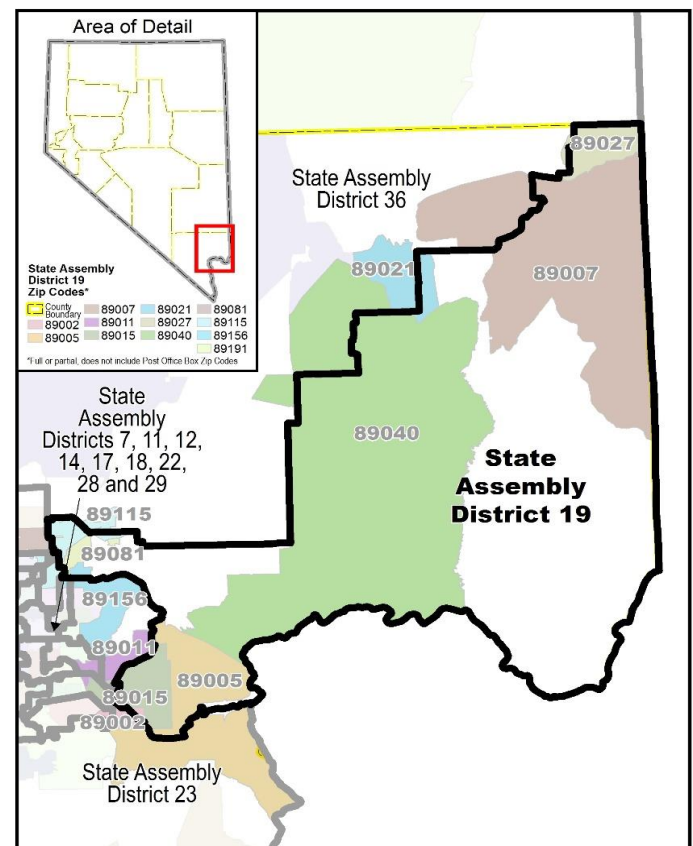 Area of Detail
State Assembly
District 19
Zip Codes*
County
Boundary
89002
89005
89007
89011
89015
89021
89027
89040
89081
89115
89156
89191
*Full or partial, does not include Post Office Box Zip Codes
State Assembly
District 36
89027
89021
89007
State
Assembly
Districts 7, 11, 12,
14, 17, 18, 22,
28 and 29
89040
State
Assembly
District 19
89115
89081
89156
89011
89005
89015
89002
State Assembly
District 23